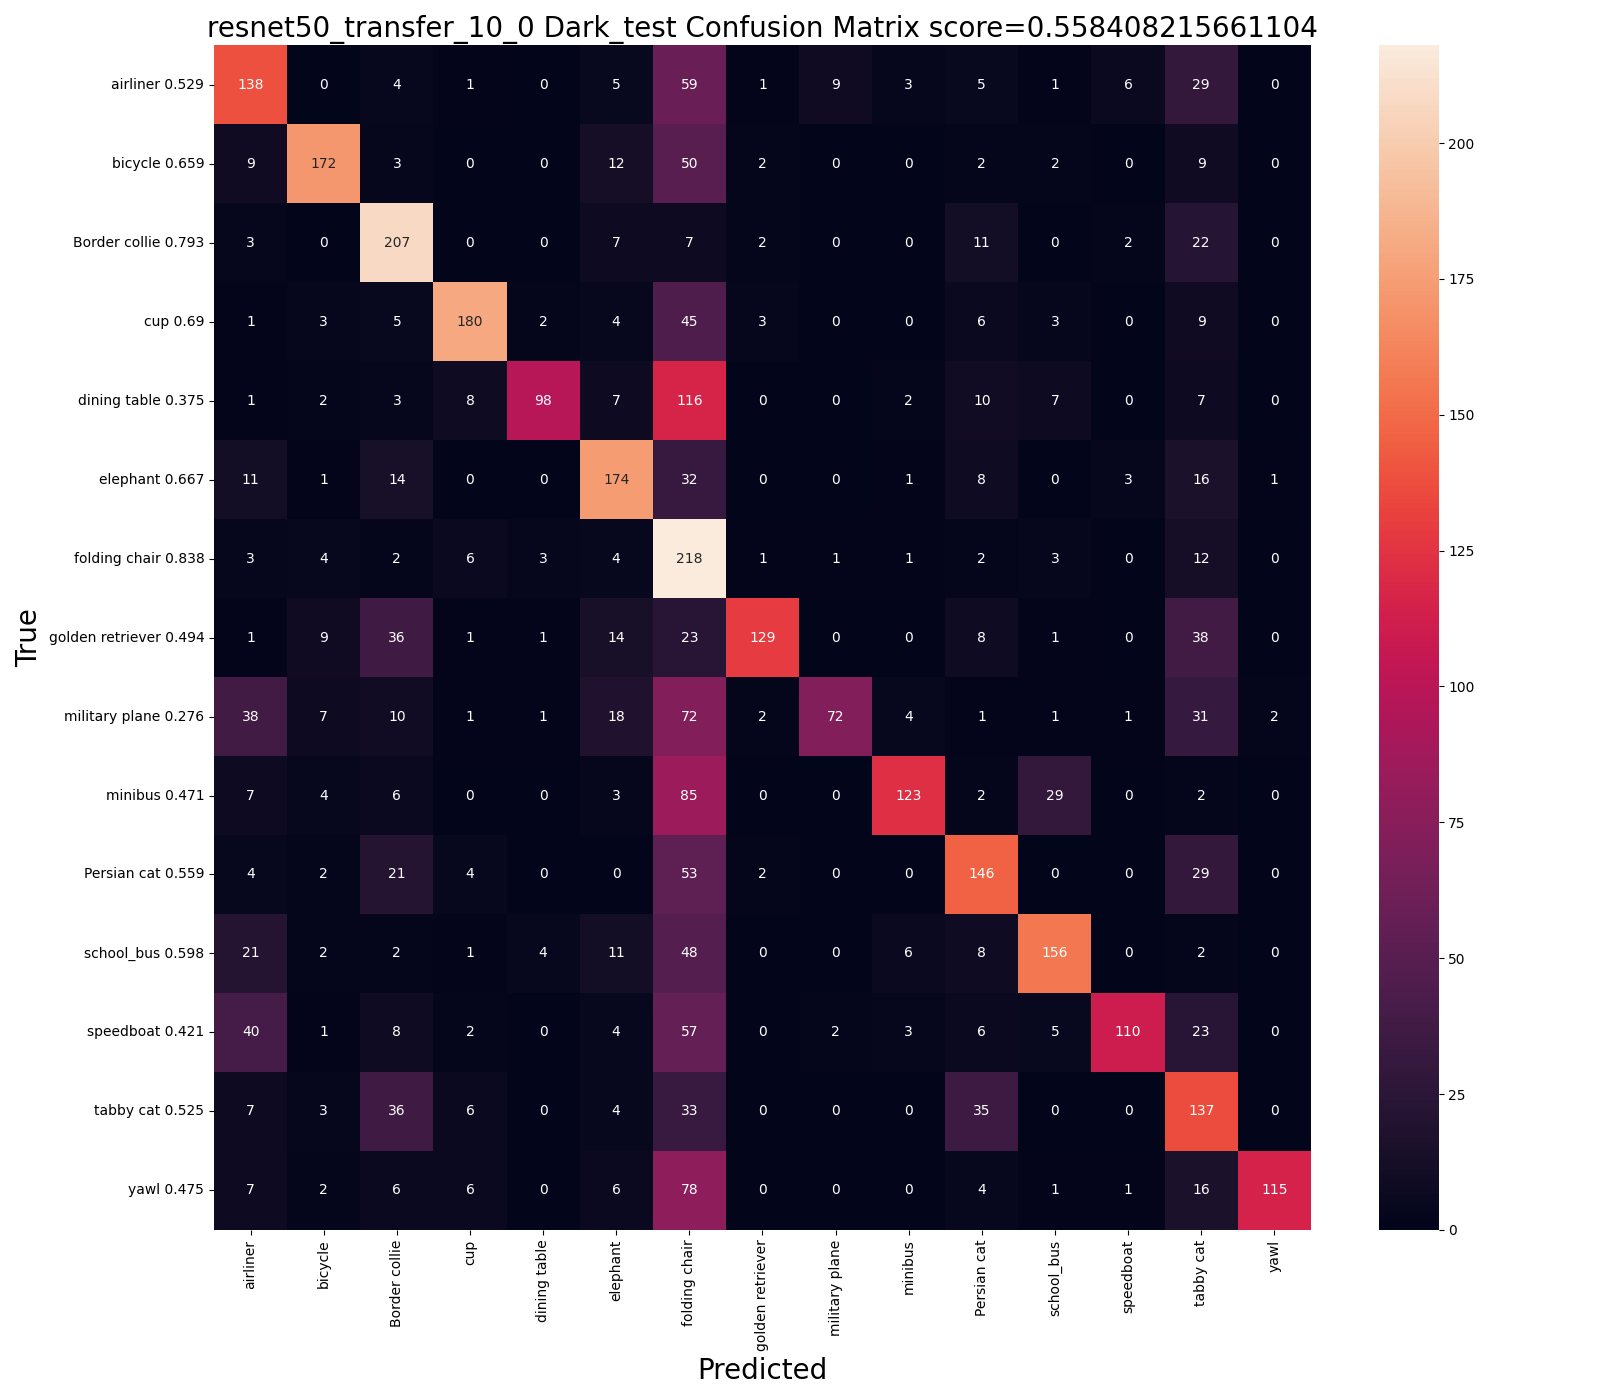 resnet50_transfer_10_0 Dark_test Confusion Matrix score=0.558408215661104
airliner 0.529 138 0 4 1 0 5 59 1 9 3 5 1 6 29 0
bicycle 0.659 9 172 3 0 0 12 50 2 0 0 2 2 0 9 0
Border collie 0.793 3 0 207 0 0 7 7 2 0 0 11 0 2 22 0
cup 0.69 1 3 5 180 2 4 45 3 0 0 6 3 0 9 0
dining table 0.375 1 2 3 8 98 7 116 0 0 2 10 7 0 7 0
elephant 0.667 11 1 14 0 0 174 32 0 0 1 8 0 3 16 1
folding chair 0.838 3 4 2 6 3 4 218 1 1 1 2 3 0 12 0
golden retriever 0.494 1 9 36 1 1 14 23 129 0 0 8 1 0 38 0
military plane 0.276 38 7 10 1 1 18 72 2 72 4 1 1 1 31 2
minibus 0.471 7 4 6 0 0 3 85 0 0 123 2 29 0 2 0
Persian cat 0.559 4 2 21 4 0 0 53 2 0 0 146 0 0 29 0
school_bus 0.598 21 2 2 1 4 11 48 0 0 6 8 156 0 2 0
speedboat 0.421 40 1 8 2 0 4 57 0 2 3 6 5 110 23 0
tabby cat 0.525 7 3 36 6 0 4 33 0 0 0 35 0 0 137 0
yawl 0.475 7 2 6 6 0 6 78 0 0 0 4 1 1 16 115
True
airliner
bicycle
Border collie
cup
dining table
elephant
folding chair
golden retriever
military plane
minibus
Persian cat
school_bus
speedboat
tabby cat
yawl
Predicted
200
175
150
125
100
75
50
25
0